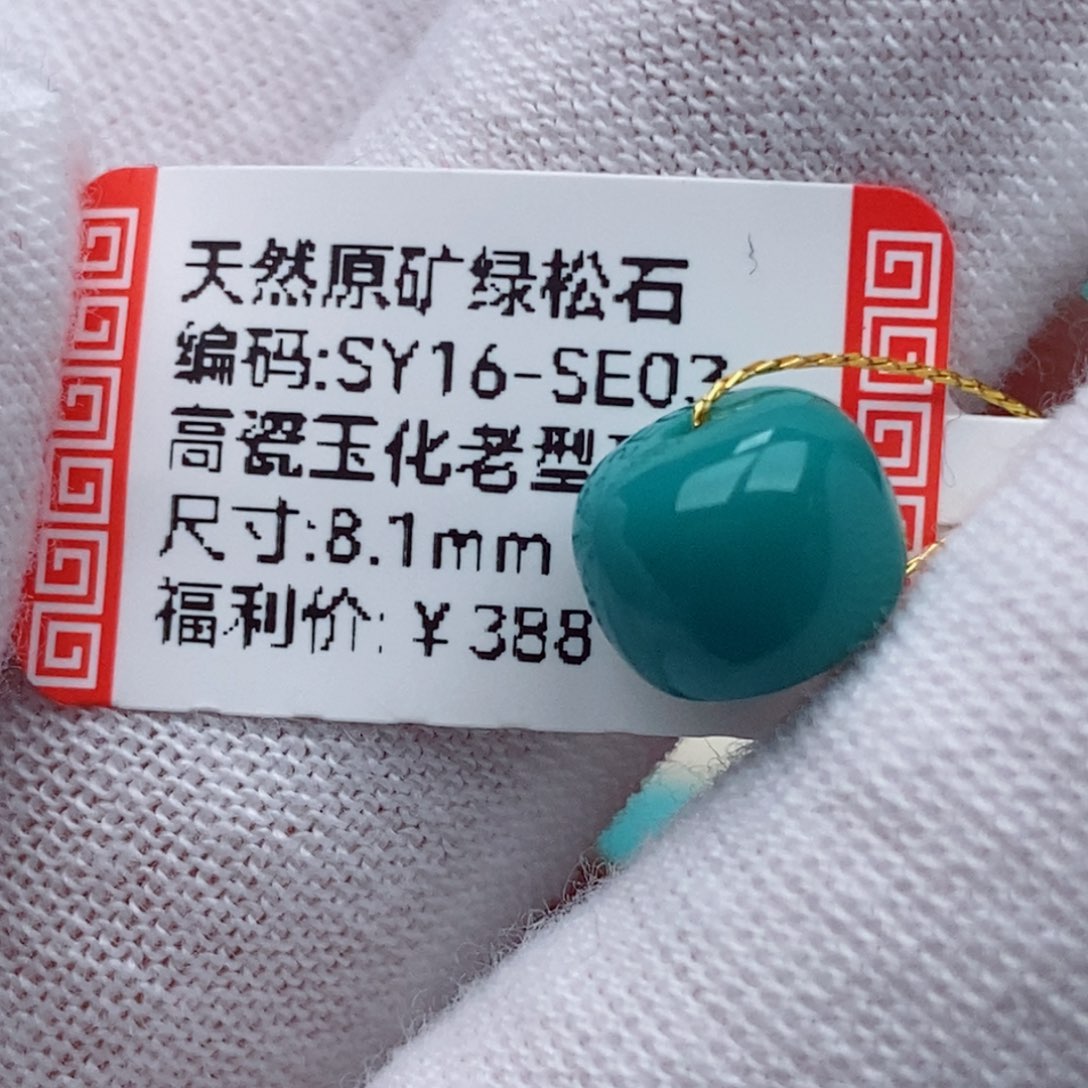 天然原矿绿松石
编码:SY16-SE03
高瓷玉化老型
尺寸:8.1mm
福利价:￥388